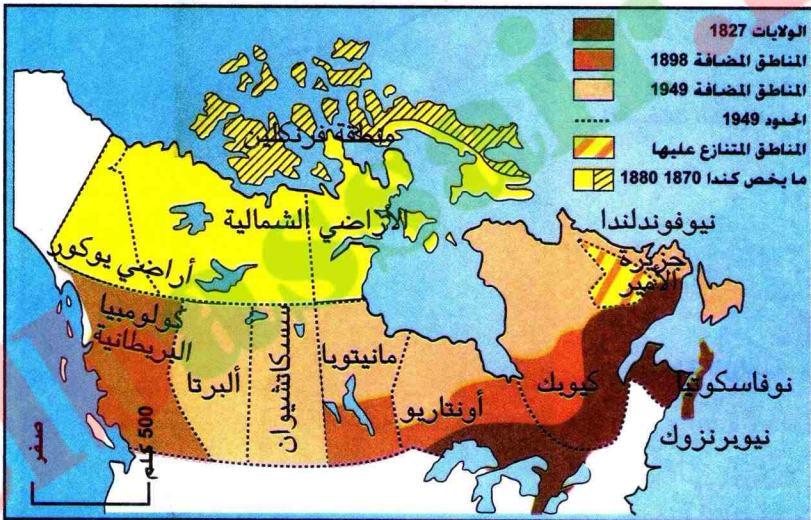 الولايات 1827
المناطق المضافة 1898
المناطق المضافة 1949
الحدود 1949
المناطق المتنازع عليها
ما يخص كندا 1870 1880
منطقة فرنكلين
الأراضي الشمالية
أراضي يوكور
نيوفوندلندا
جزيرة
الأمير
كولومبيا
البريطانية
ألبرتا
سسكاتشيوان
مانيتوبا
أونتاريو
كيوبك
نوفاسكوتيا
نيويرنزوك
صفر
500 كلم